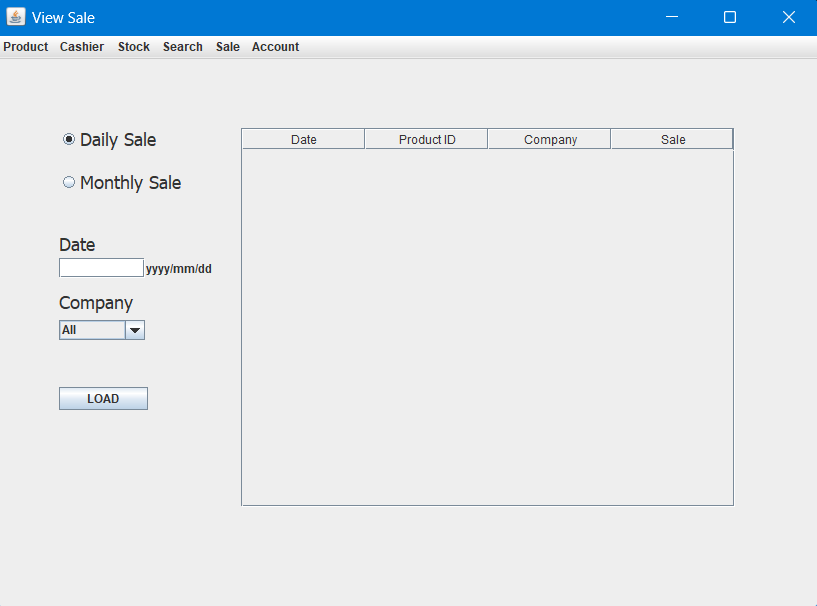 View Sale
Product Cashier Stock Search Sale Account
Daily Sale
Monthly Sale
Date
yyyy/mm/dd
Company
All
LOAD
Date Product ID Company Sale